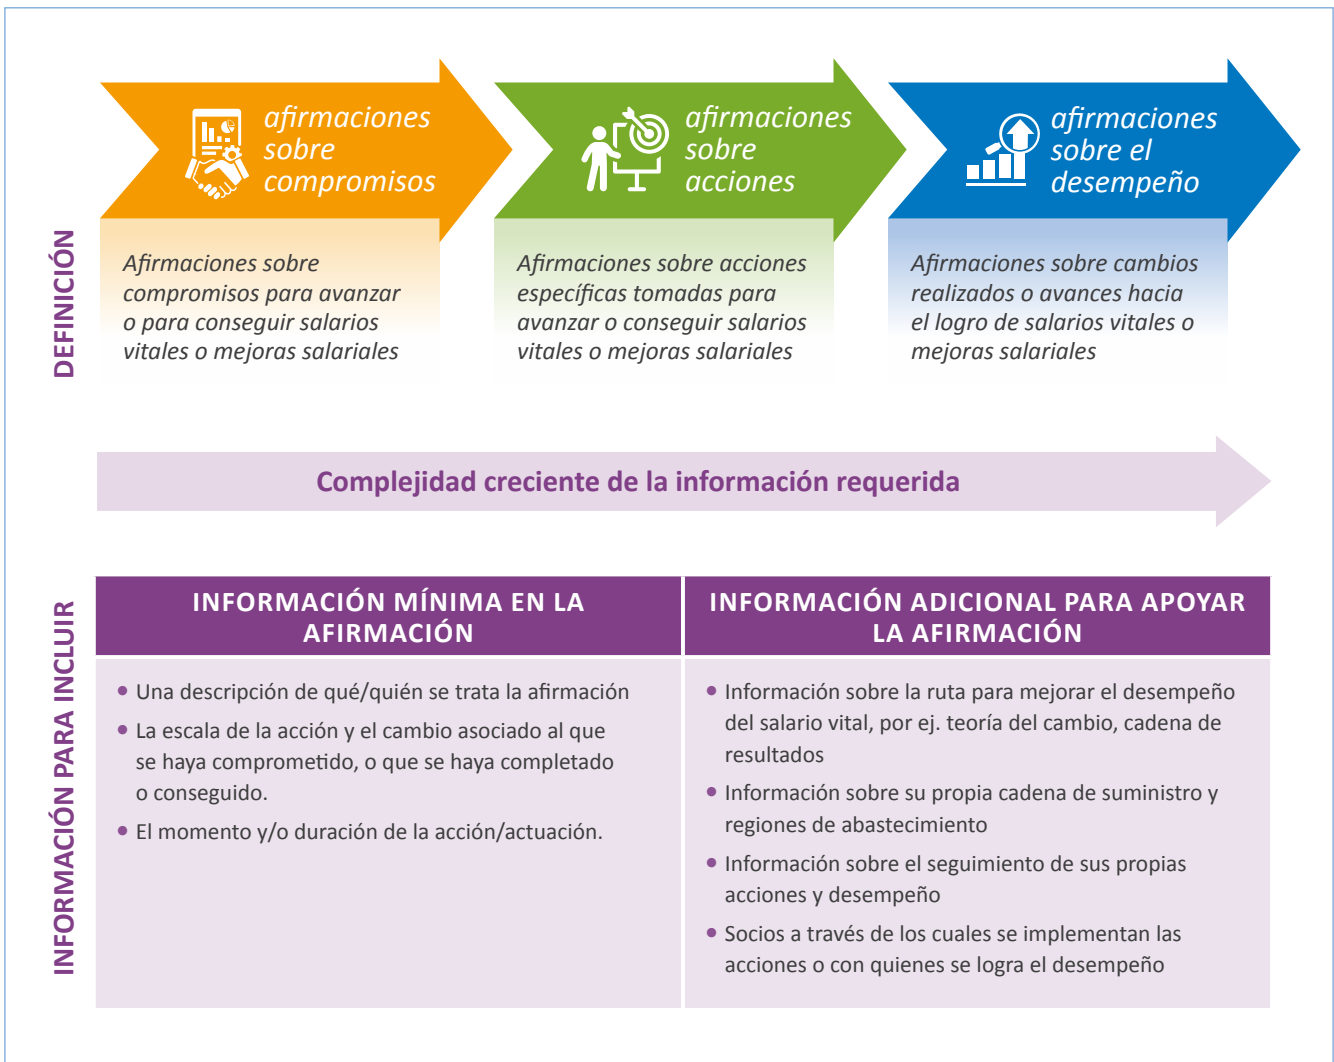 afirmaciones
sobre
compromisos
afirmaciones
sobre
acciones
afirmaciones
sobre el
desempeño
DEFINICIÓN
Afirmaciones sobre
compromisos para avanzar
o para conseguir salarios
vitales o mejoras salariales
Afirmaciones sobre acciones
específicas tomadas para
avanzar o conseguir salarios
vitales o mejoras salariales
Afirmaciones sobre cambios
realizados o avances hacia
el logro de salarios vitales o
mejoras salariales
Complejidad creciente de la información requerida
INFORMACIÓN PARA INCLUIR
INFORMACIÓN MÍNIMA EN LA
AFIRMACIÓN
• Una descripción de qué/quién se trata la afirmación
• La escala de la acción y el cambio asociado al que
se haya comprometido, o que se haya completado
o conseguido.
• El momento y/o duración de la acción/actuación.
INFORMACIÓN ADICIONAL PARA APOYAR
LA AFIRMACIÓN
• Información sobre la ruta para mejorar el desempeño
del salario vital, por ej. teoría del cambio, cadena de
resultados
• Información sobre su propia cadena de suministro y
regiones de abastecimiento
• Información sobre el seguimiento de sus propias
acciones y desempeño
• Socios a través de los cuales se implementan las
acciones o con quienes se logra el desempeño